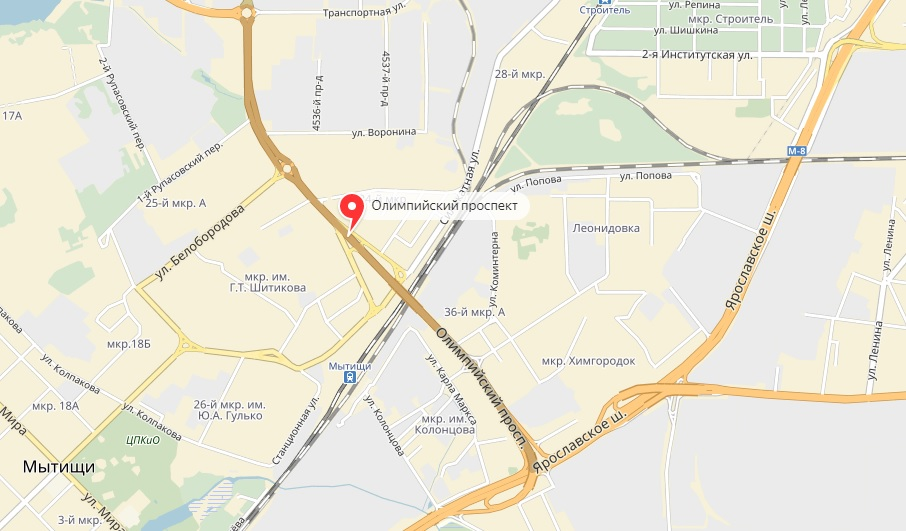 Транспортная ул.
Строитель
ул. Репина
мкр. Строитель
ул. Шишкина
2-я Институтская ул.
28-й мкр.
2-й Рупасовский пер.
4536-й пр-д
4537-й пр-д
17А
ул. Воронина
М-8
1-й Рупасовский пер.
ул. Попова
ул. Попова
25-й мкр. А
Олимпийский проспект
ул. Белобородова
Леонидовка
Ярославское ш.
ул. Ленина
ул. Коминтерна
мкр. им.
Г.Т. Шитикова
36-й мкр. А
мкр.18Б
Олимпийский просп.
ул. Ленина
ул. Колпакова
Мытищи
мкр. Химгородок
ул. Карла Маркса
мкр. 18А
ул. Колпакова
26-й мкр. им.
Ю.А. Гулько
Станционная ул.
ул. Колонцова
мкр. им.
Колонцова
Мира
ЦПКиО
Ярославское ш.
Мытищи
ул. Мира
3-й мкр.